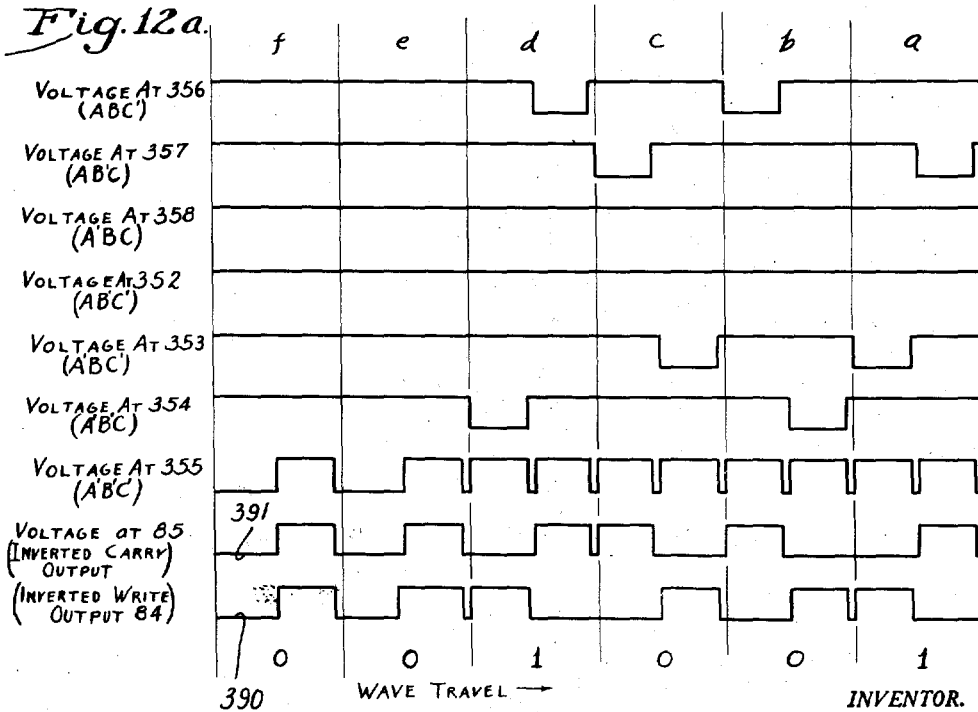 Fig. 12a.
f e d c b a
VOLTAGE AT 356
(ABC')
VOLTAGE AT 357
(AB'C)
VOLTAGE AT 358
(A'BC)
VOLTAGE AT 352
(AB'C')
VOLTAGE AT 353
(A'BC')
VOLTAGE AT 354
(A'B'C)
VOLTAGE AT 355
(A'B'C')
391
VOLTAGE at 85
(INVERTED CARRY)
OUTPUT
(INVERTED WRITE
OUTPUT 84)
0 0 1 0 0 1
390
WAVE TRAVEL →
INVENTOR.